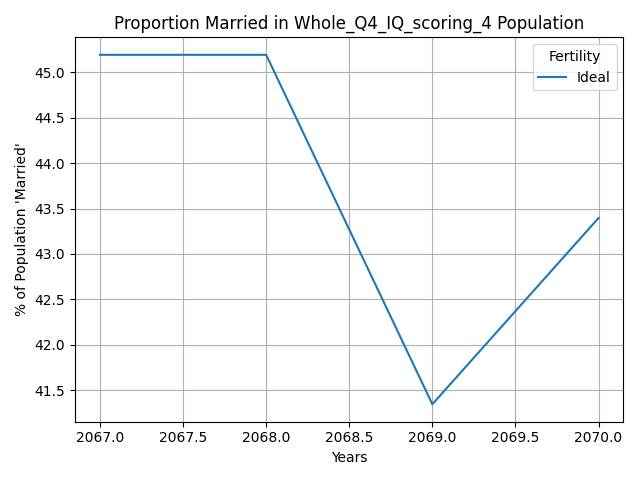 Proportion Married in Whole_Q4_IQ_scoring_4 Population
Fertility
Ideal
% of Population 'Married'
45.0
44.5
44.0
43.5
43.0
42.5
42.0
41.5
2067.0 2067.5 2068.0 2068.5 2069.0 2069.5 2070.0
Years